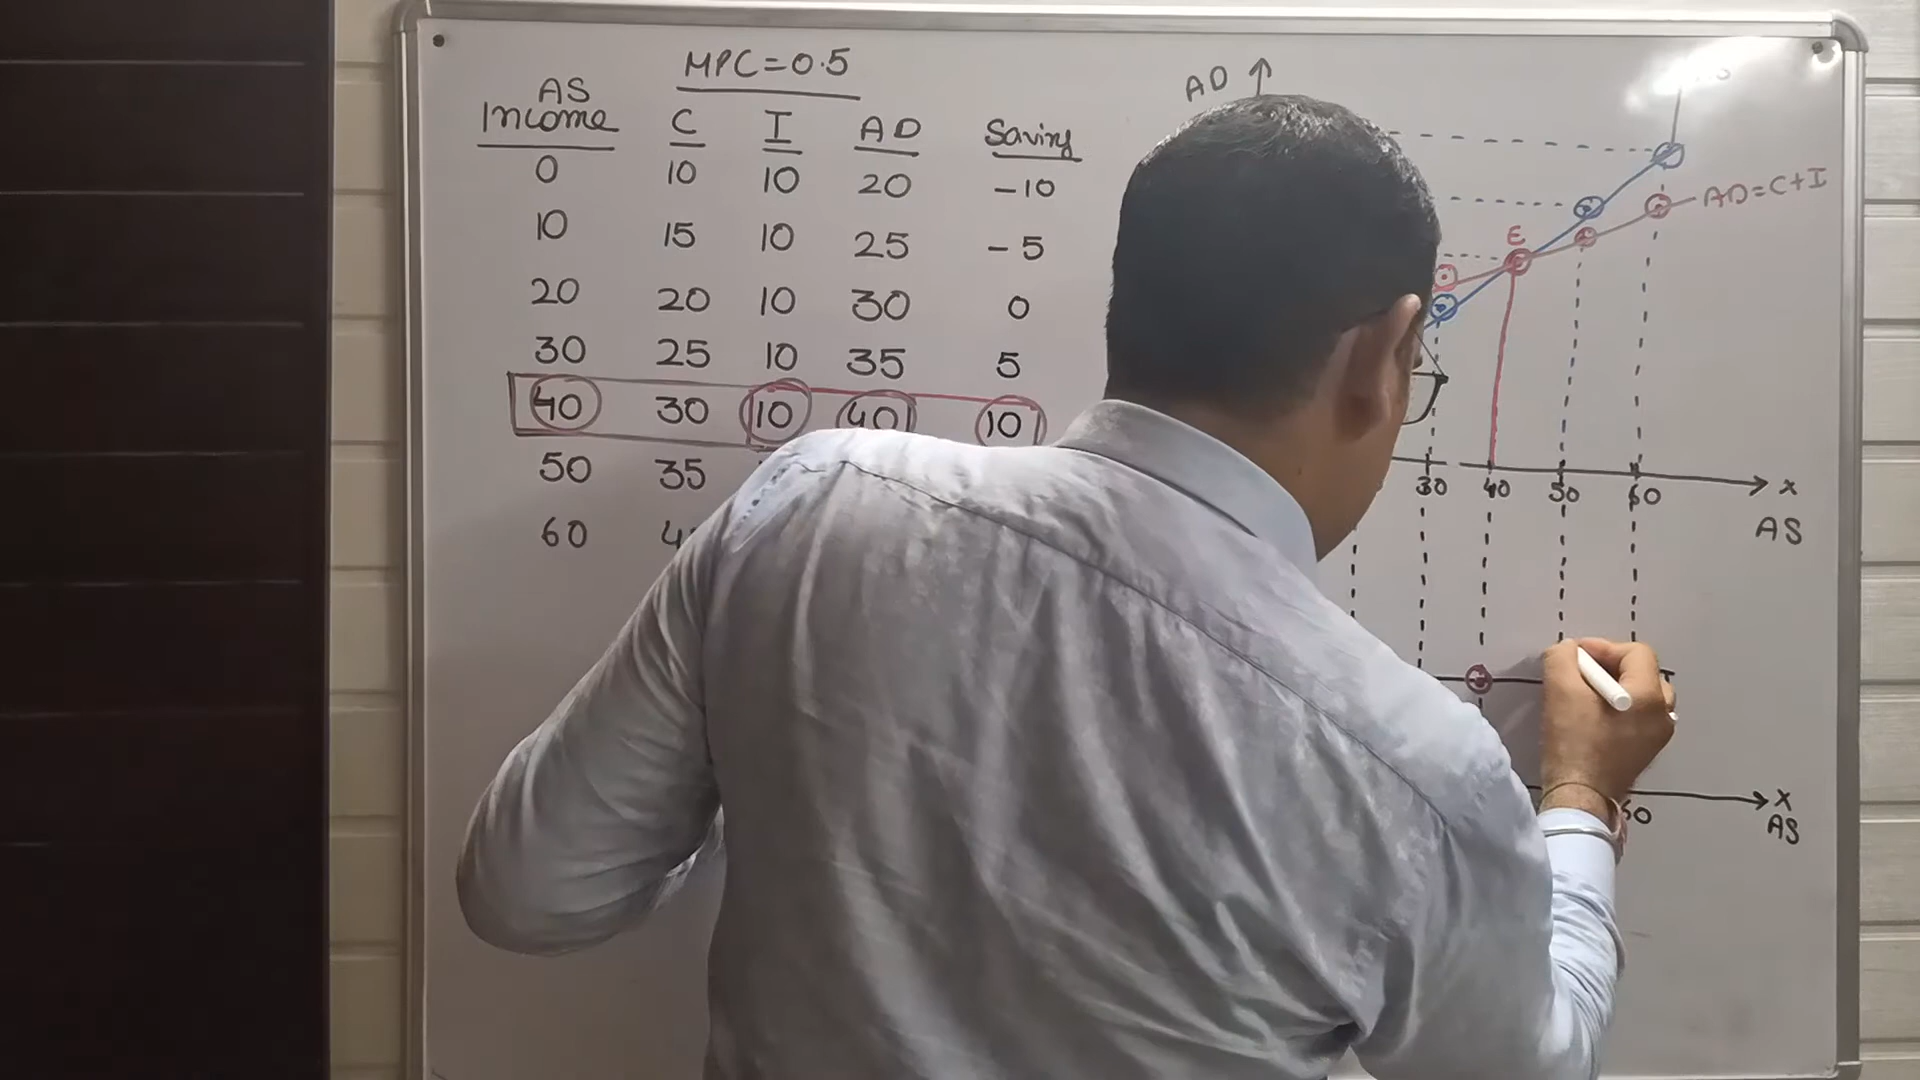 MPC=0.5
AS
Income C I AD Saving
0 10 10 20 -10
10 15 10 25 -5
20 20 10 30 0
30 25 10 35 5
40 30 10 40 10
50 35
60
AD
AD=C+I
E
30 40 50 60 X
AS
60 X
AS